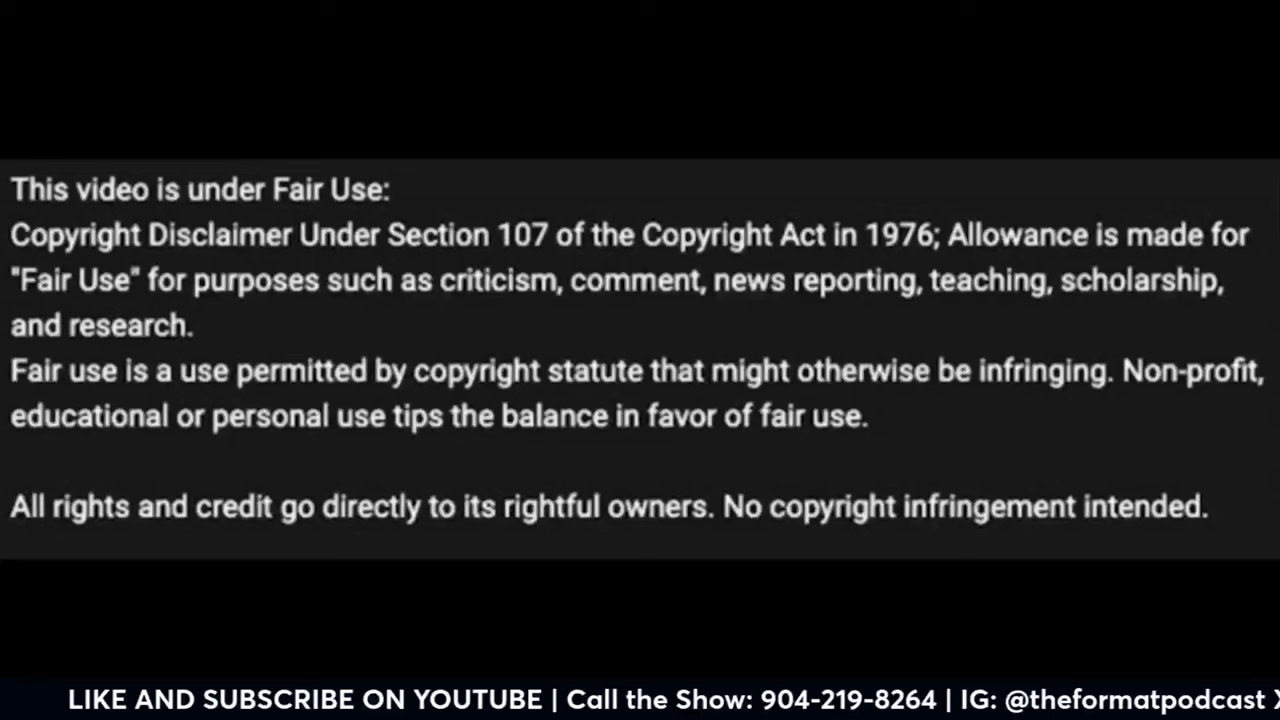 This video is under Fair Use:
Copyright Disclaimer Under Section 107 of the Copyright Act in 1976; Allowance is made for
"Fair Use" for purposes such as criticism, comment, news reporting, teaching, scholarship,
and research.
Fair use is a use permitted by copyright statute that might otherwise be infringing. Non-profit,
educational or personal use tips the balance in favor of fair use.
All rights and credit go directly to its rightful owners. No copyright infringement intended.
LIKE AND SUBSCRIBE ON YOUTUBE | Call the Show: 904-219-8264 | IG: @theformatpodcast